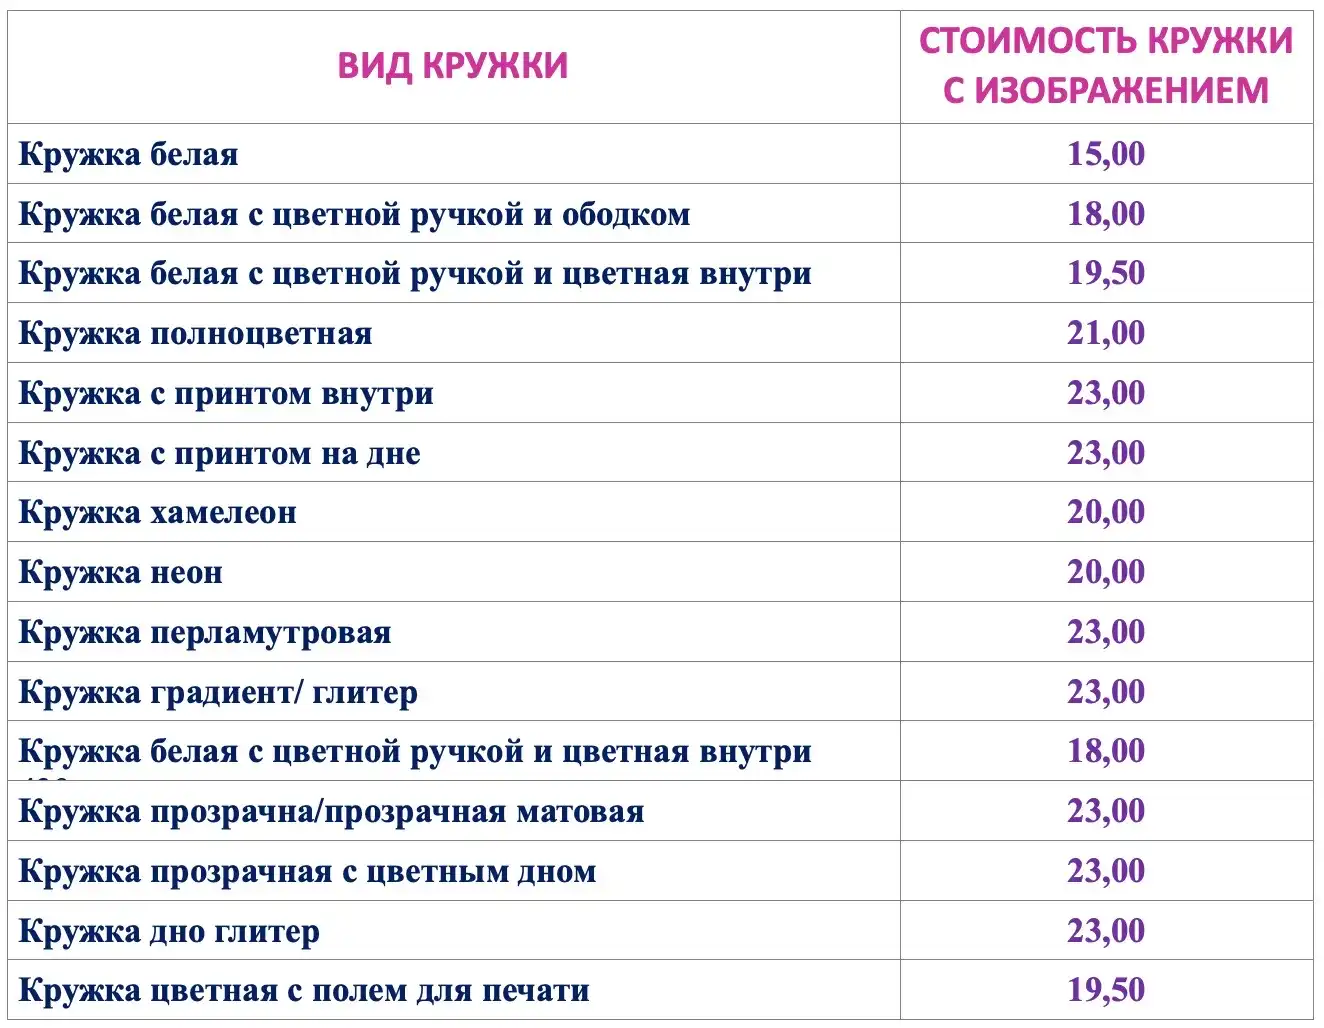 ВИД КРУЖКИ
СТОИМОСТЬ КРУЖКИ
С ИЗОБРАЖЕНИЕМ
Кружка белая 15,00
Кружка белая с цветной ручкой и ободком 18,00
Кружка белая с цветной ручкой и цветная внутри 19,50
Кружка полноцветная 21,00
Кружка с принтом внутри 23,00
Кружка с принтом на дне 23,00
Кружка хамелеон 20,00
Кружка неон 20,00
Кружка перламутровая 23,00
Кружка градиент/ глитер 23,00
Кружка белая с цветной ручкой и цветная внутри 18,00
Кружка прозрачна/прозрачная матовая 23,00
Кружка прозрачная с цветным дном 23,00
Кружка дно глитер 23,00
Кружка цветная с полем для печати 19,50